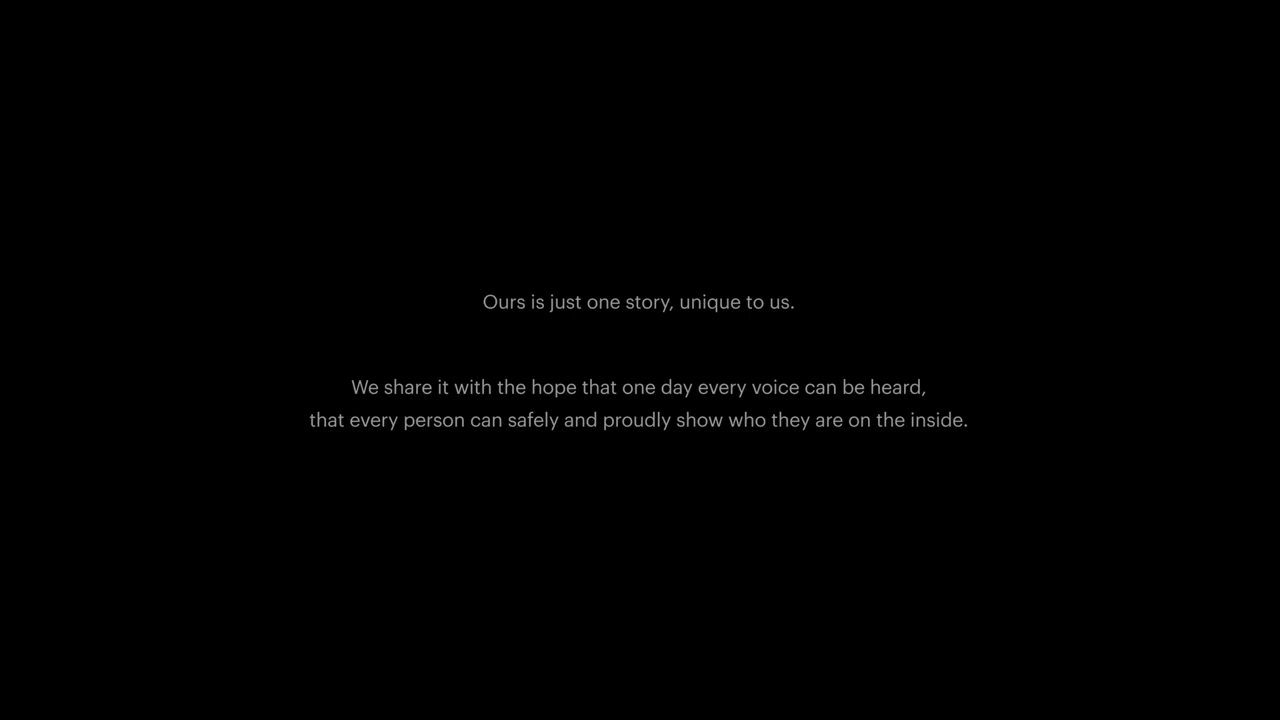 Ours is just one story, unique to us.
We share it with the hope that one day every voice can be heard,
that every person can safely and proudly show who they are on the inside.